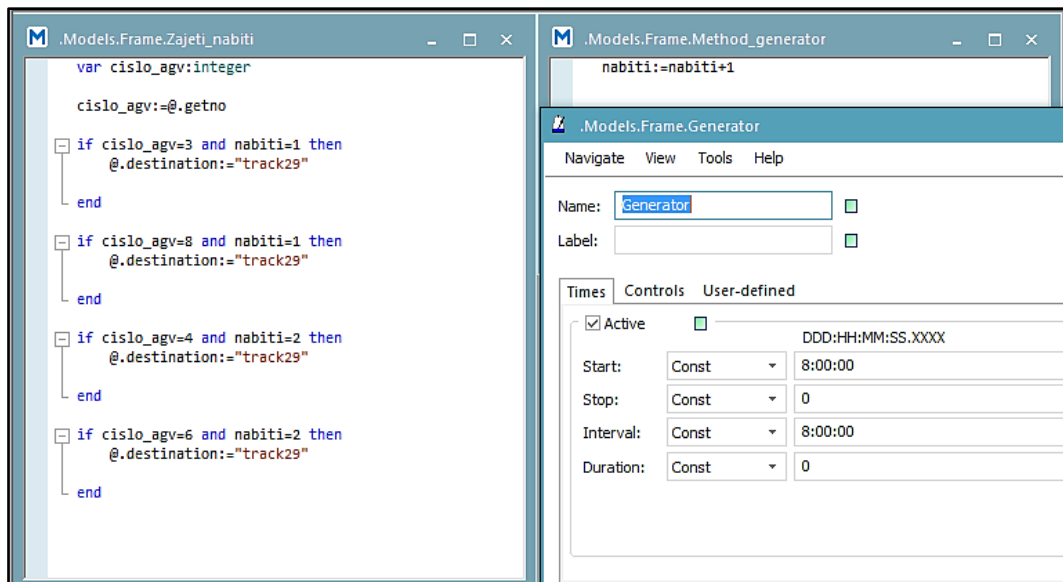 .Models.Frame.Zajeti_nabiti
var cislo_agv:integer
cislo_agv:=@.getno
if cislo_agv=3 and nabiti=1 then
@.destination:="track29"
end
if cislo_agv=8 and nabiti=1 then
@.destination:="track29"
end
if cislo_agv=4 and nabiti=2 then
@.destination:="track29"
end
if cislo_agv=6 and nabiti=2 then
@.destination:="track29"
end
.Models.Frame.Method_generator
nabiti:=nabiti+1
.Models.Frame.Generator
Navigate View Tools Help
Name: Generator
Label:
Times Controls User-defined
Active
DDD:HH:MM:SS.XXXX
Start: Const 8:00:00
Stop: Const 0
Interval: Const 8:00:00
Duration: Const 0